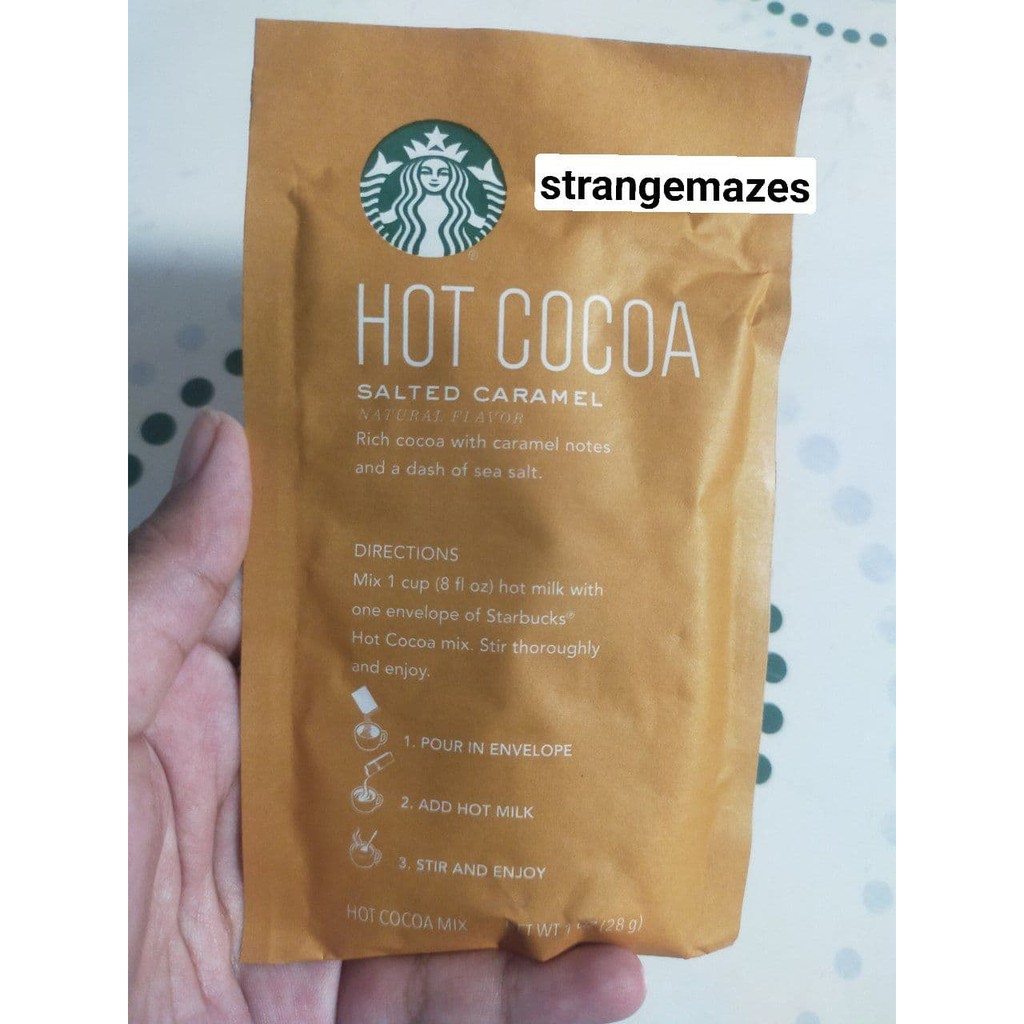 strangemazes
HOT COCOA
SALTED CARAMEL
NATURAL FLAVOR
Rich cocoa with caramel notes
and a dash of sea salt.
DIRECTIONS
Mix 1 cup (8 fl oz) hot milk with
one envelope of Starbucks®
Hot Cocoa mix. Stir thoroughly
and enjoy.
1. POUR IN ENVELOPE
2. ADD HOT MILK
3. STIR AND ENJOY
HOT COCOA MIX WT 1 (28 g)